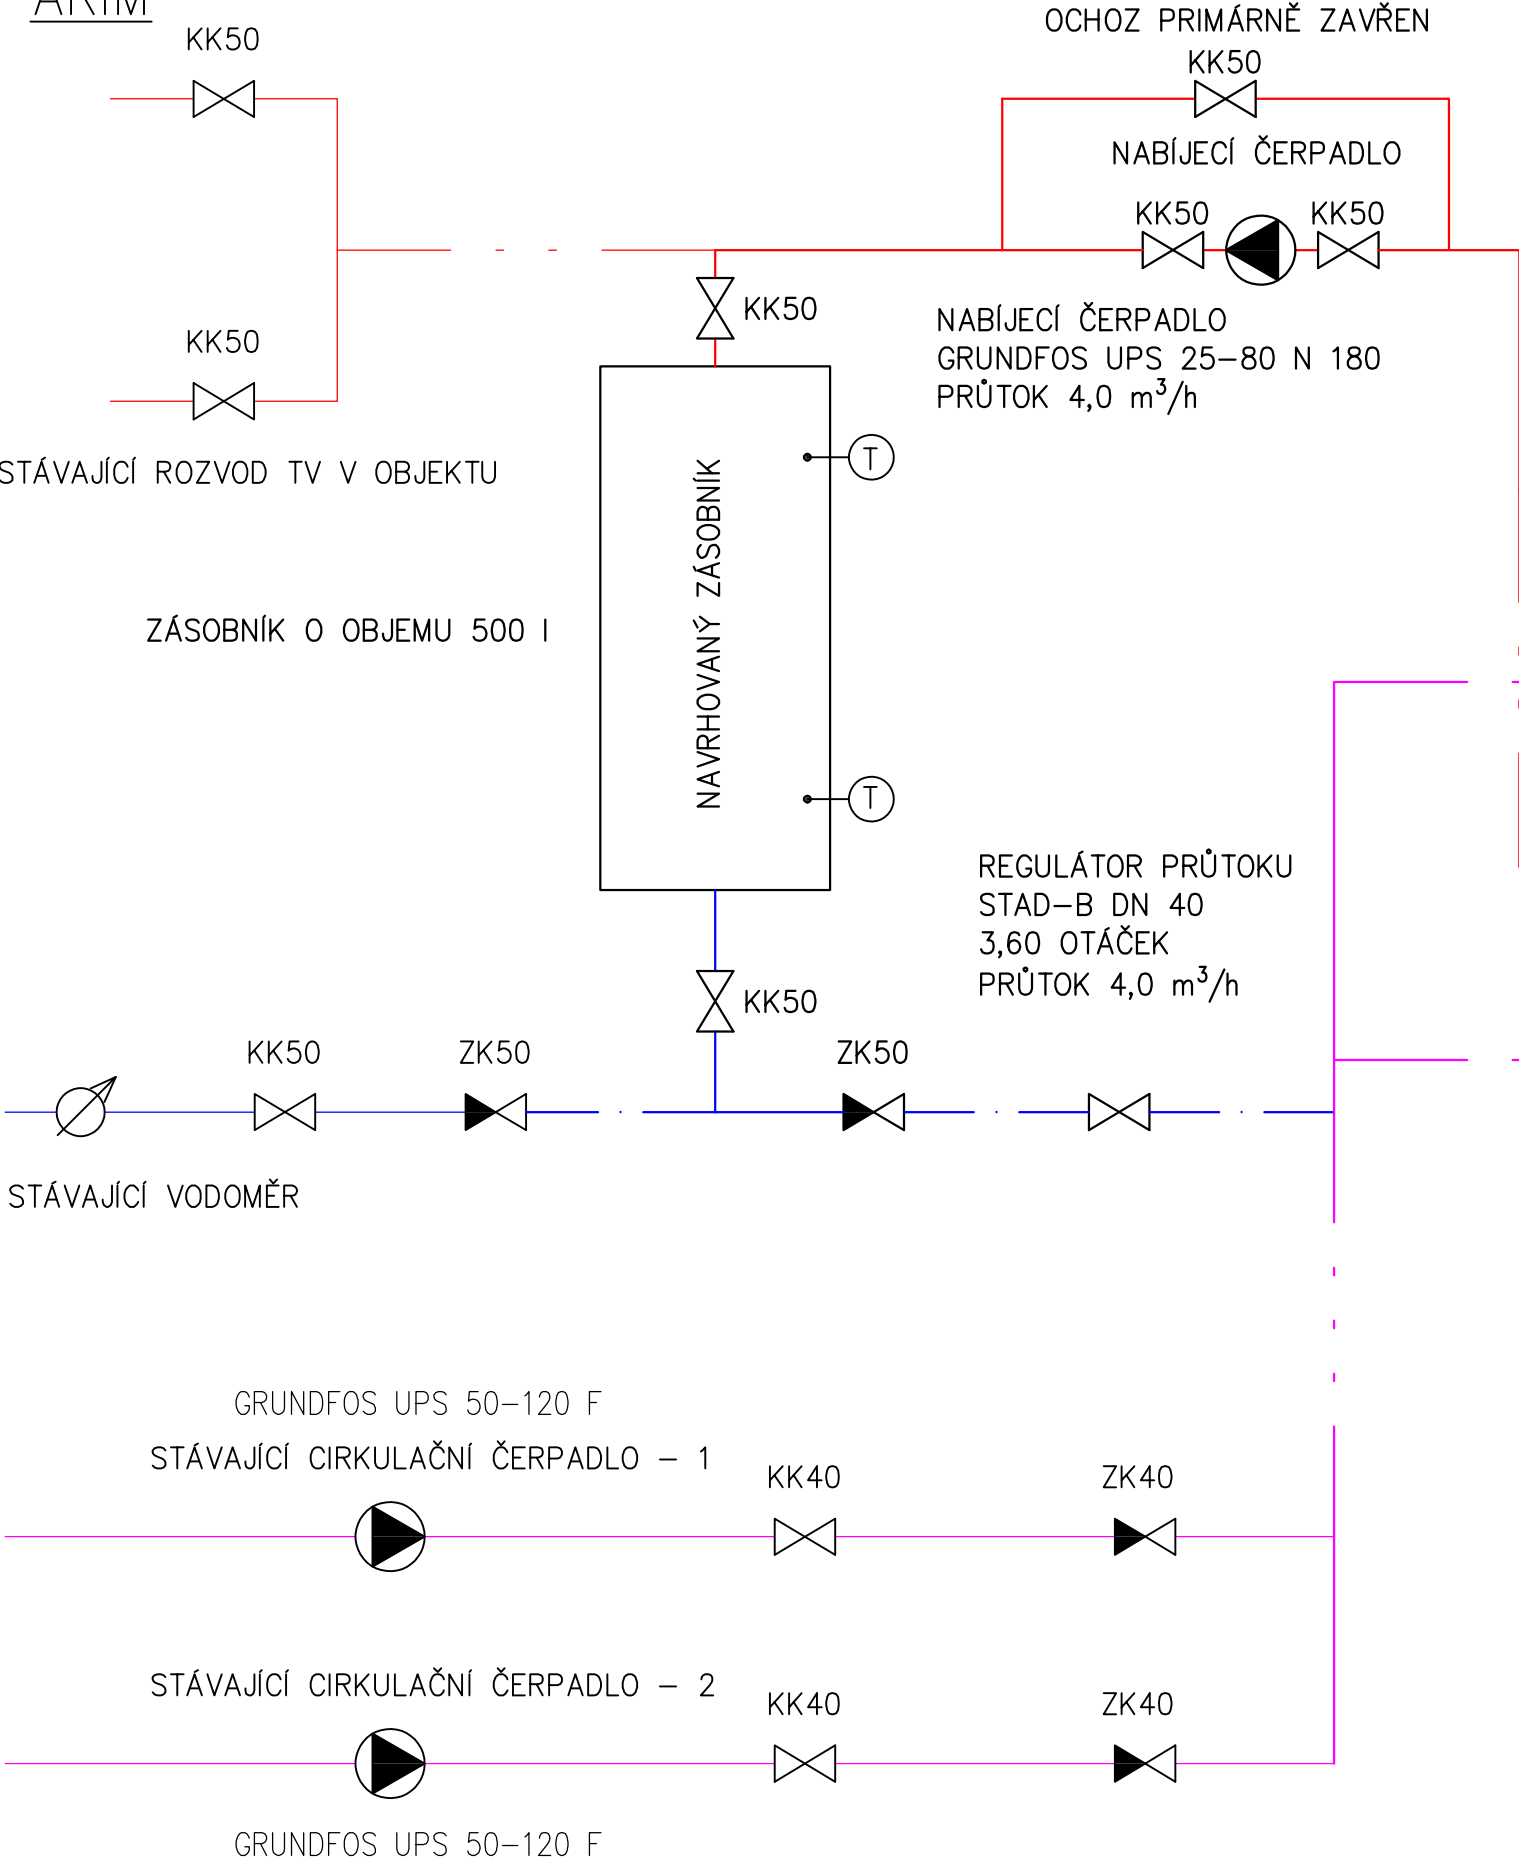 KK50
OCHOZ PRIMÁRNĚ ZAVŘEN
KK50
NABÍJECÍ ČERPADLO
KK50
KK50
KK50
NABÍJECÍ ČERPADLO
GRUNDFOS UPS 25-80 N 180
PRŮTOK 4,0 m³/h
KK50
STÁVAJÍCÍ ROZVOD TV V OBJEKTU
T
NAVRHOVANÝ ZÁSOBNÍK
ZÁSOBNÍK O OBJEMU 500 l
T
REGULÁTOR PRŮTOKU
STAD-B DN 40
3,60 OTÁČEK
PRŮTOK 4,0 m³/h
KK50
KK50
ZK50
ZK50
STÁVAJÍCÍ VODOMĚR
GRUNDFOS UPS 50-120 F
STÁVAJÍCÍ CIRKULAČNÍ ČERPADLO - 1
KK40
ZK40
STÁVAJÍCÍ CIRKULAČNÍ ČERPADLO - 2
KK40
ZK40
GRUNDFOS UPS 50-120 F